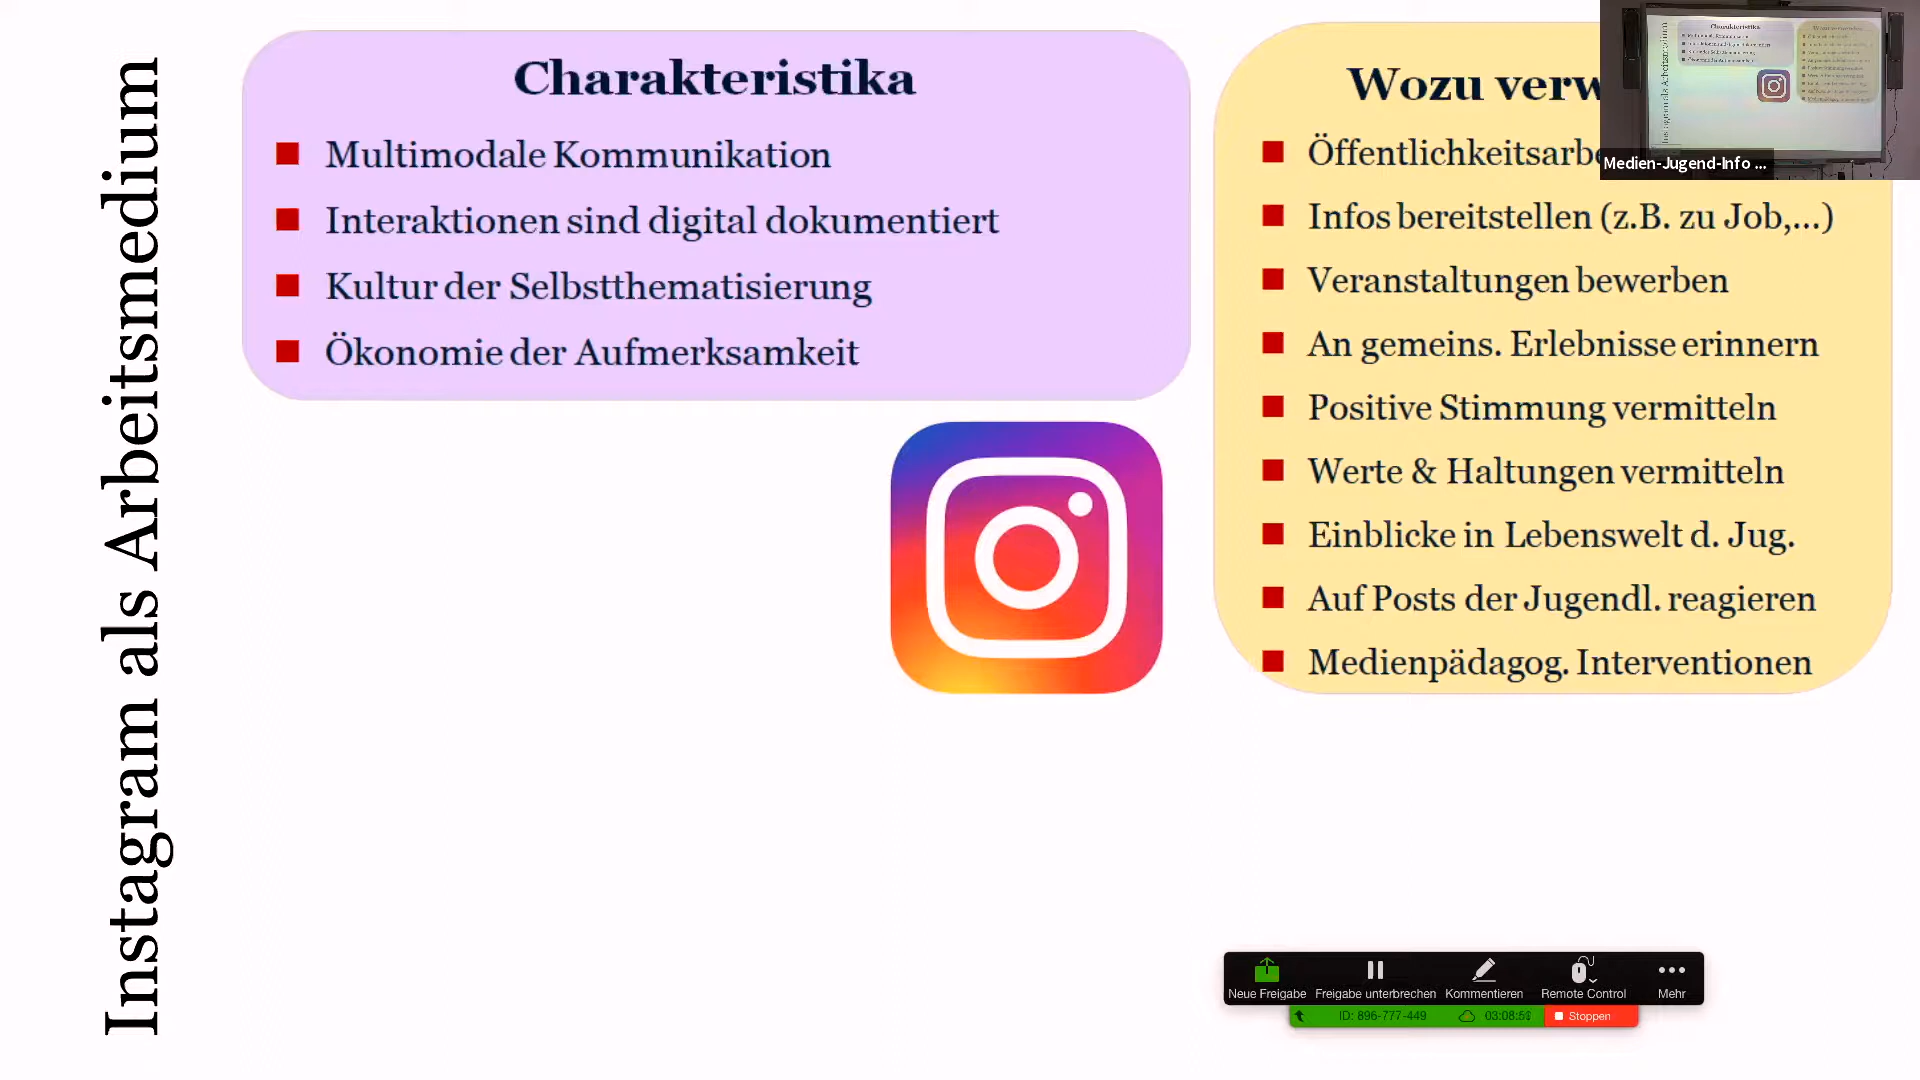 Instagram als Arbeitsmedium
Charakteristika
Multimodale Kommunikation
Interaktionen sind digital dokumentiert
Kultur der Selbstthematisierung
Ökonomie der Aufmerksamkeit
Wozu
Infos bereitstellen (z.B. zu Job,...)
Veranstaltungen bewerben
An gemeins. Erlebnisse erinnern
Positive Stimmung vermitteln
Werte & Haltungen vermitteln
Einblicke in Lebenswelt d. Jug.
Auf Posts der Jugendl. reagieren
Medienpädagog. Interventionen
Medien-Jugend-Info ...
Neue Freigabe
Freigabe unterbrechen
Kommentieren
Remote Control
Mehr
ID: 896-777-449
Stoppen